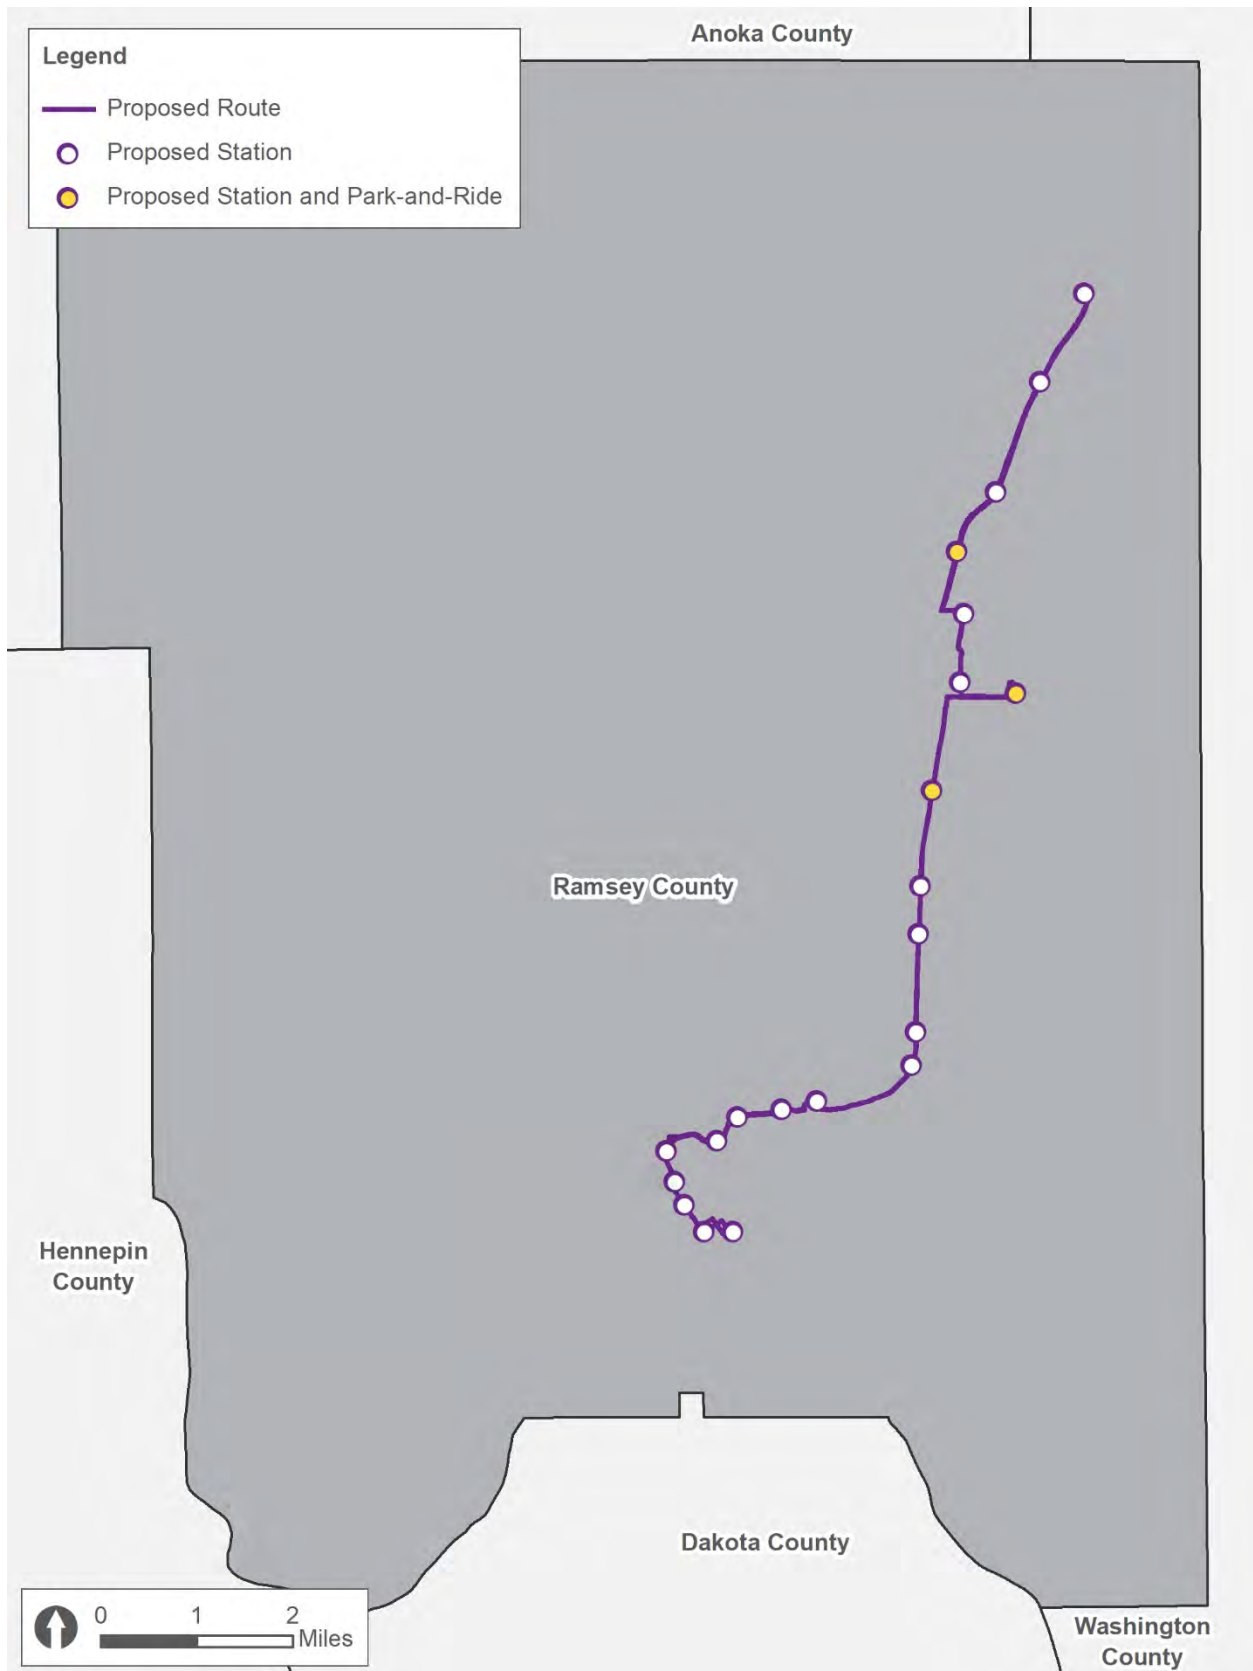 Anoka County
Legend
Proposed Route
Proposed Station
Proposed Station and Park-and-Ride
Ramsey County
Hennepin
County
Dakota County
0 1 2
Miles
Washington
County